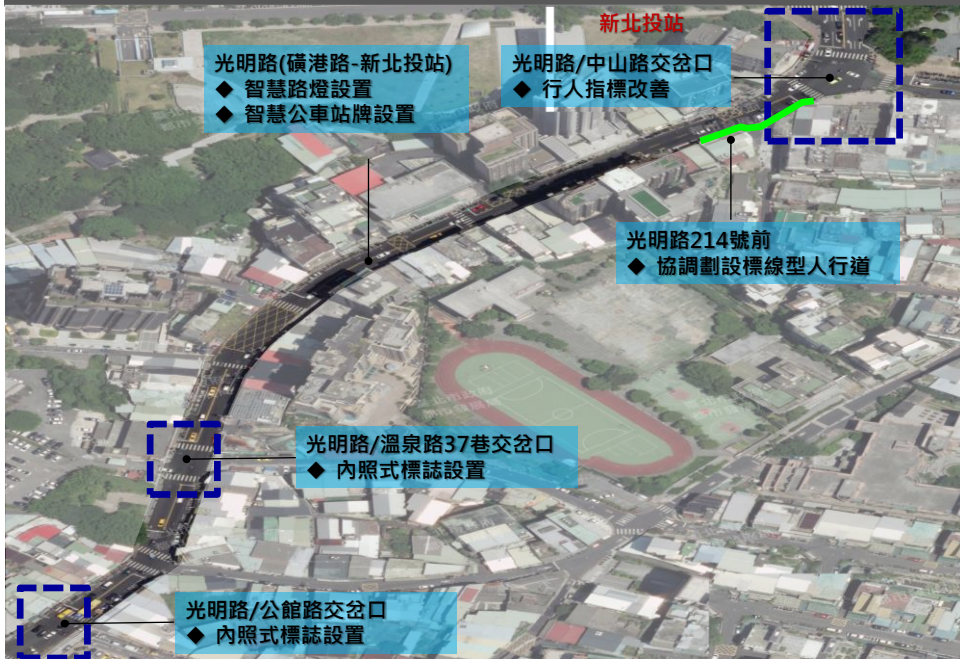 新北投站
光明路(磺港路-新北投站)
◆ 智慧路燈設置
◆ 智慧公車站牌設置
光明路/中山路交岔口
◆ 行人指標改善
光明路214號前
◆ 協調劃設標線型人行道
光明路/溫泉路37巷交岔口
◆ 內照式標誌設置
光明路/公館路交岔口
◆ 內照式標誌設置